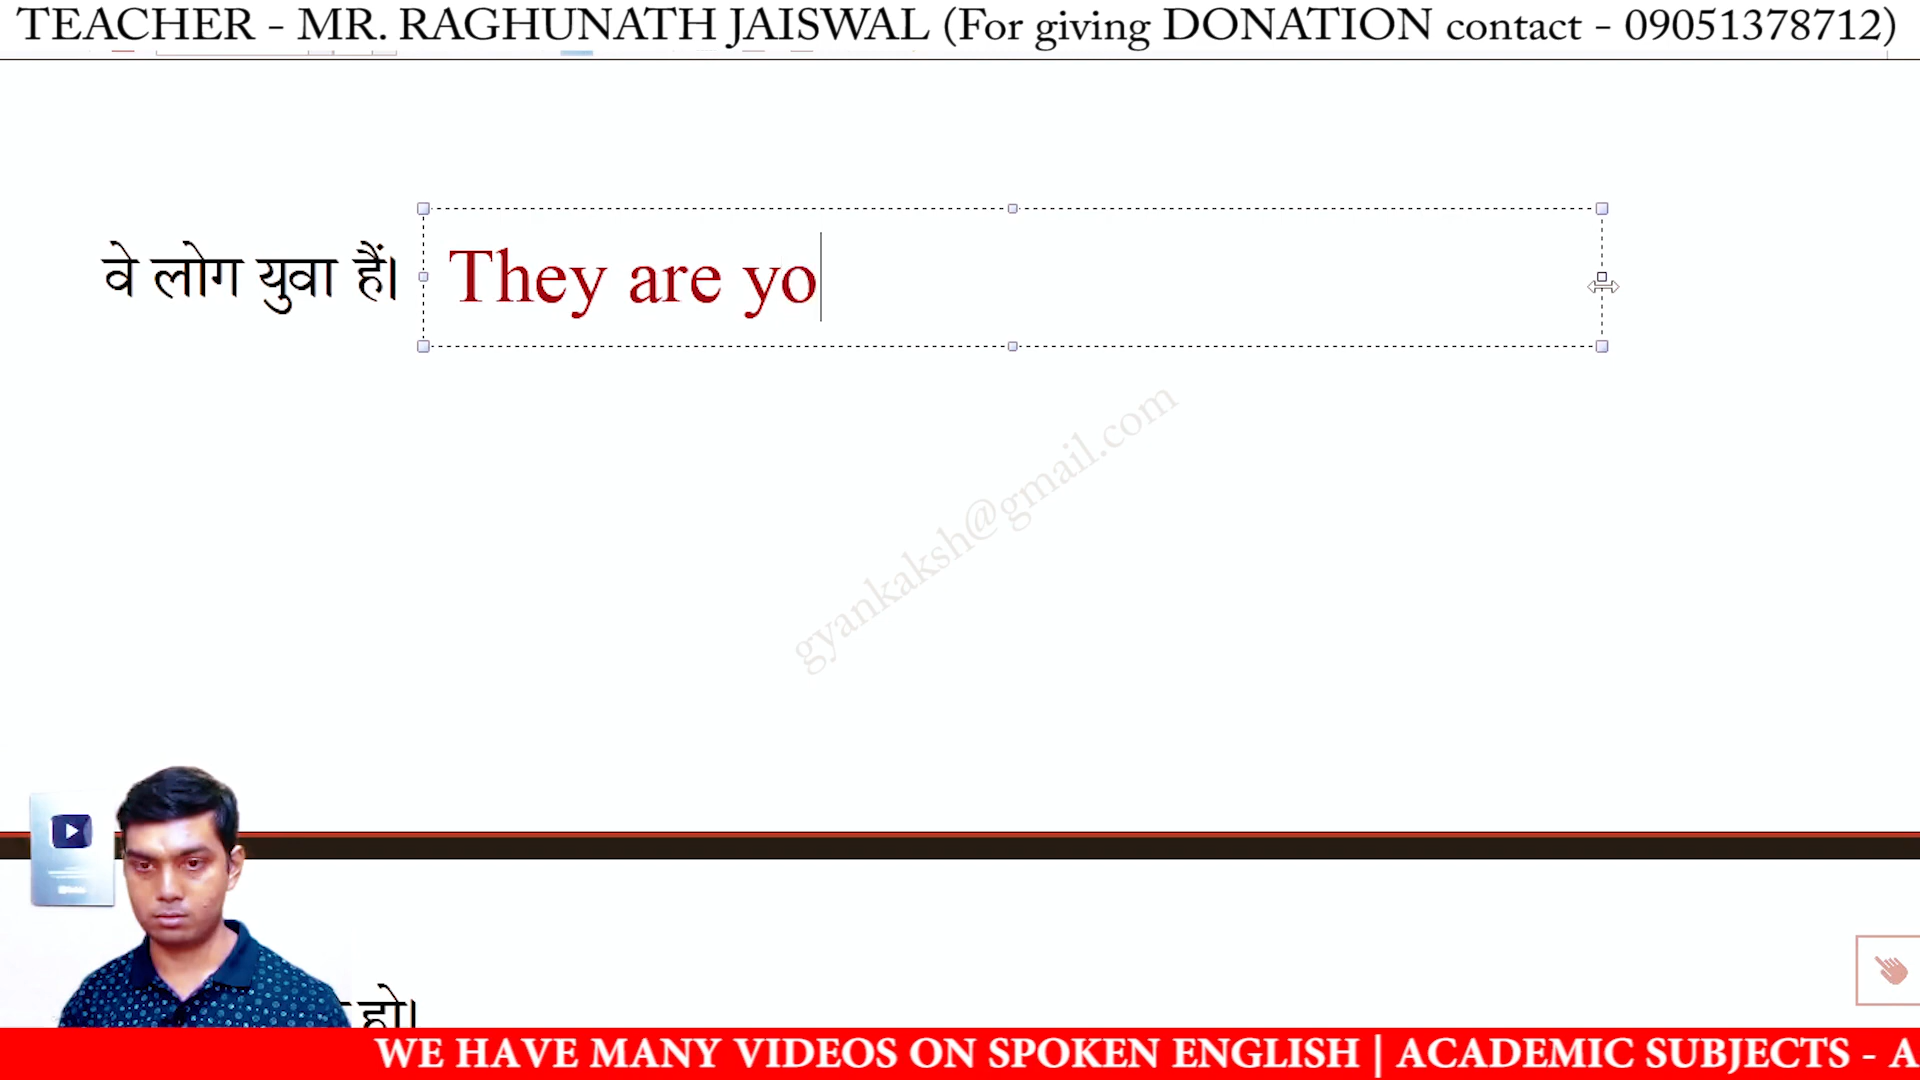 TEACHER - MR. RAGHUNATH JAISWAL (For giving DONATION contact - 09051378712)
वे लोग युवा हैं। They are yo
gyankaksh@gmail.com
हो।
WE HAVE MANY VIDEOS ON SPOKEN ENGLISH | ACADEMIC SUBJECTS - A